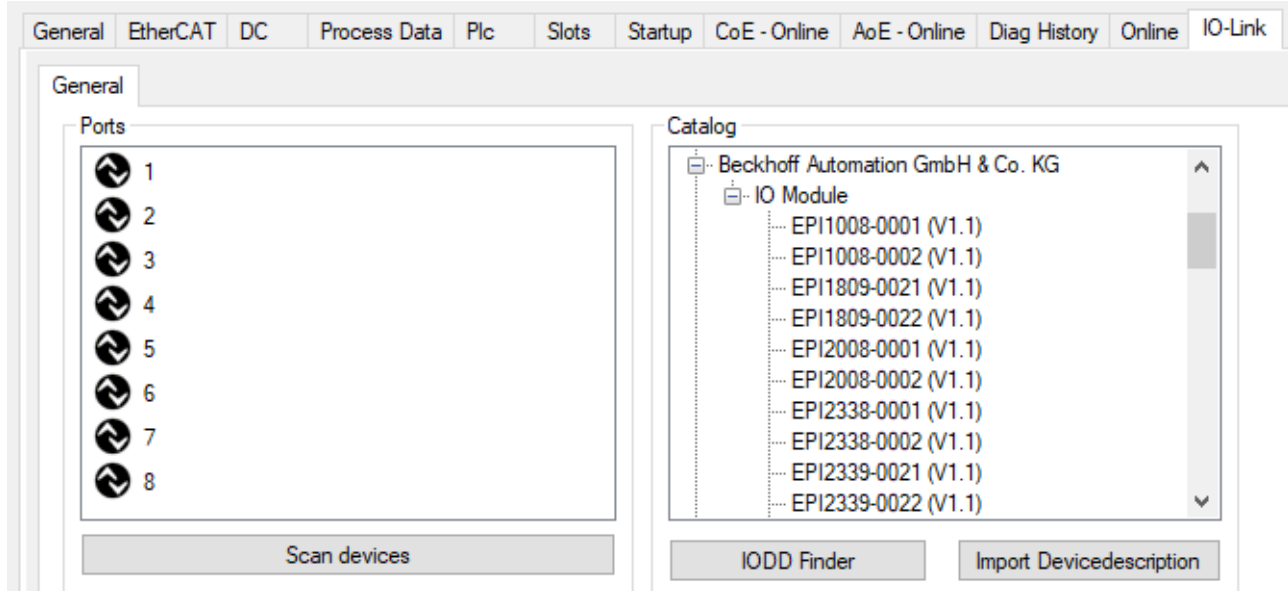 General EtherCAT DC Process Data Plc Slots Startup CoE - Online AoE - Online Diag History Online IO-Link
General
Ports
1
2
3
4
5
6
7
8
Scan devices
Catalog
Beckhoff Automation GmbH & Co. KG
IO Module
EPI1008-0001 (V1.1)
EPI1008-0002 (V1.1)
EPI1809-0021 (V1.1)
EPI1809-0022 (V1.1)
EPI2008-0001 (V1.1)
EPI2008-0002 (V1.1)
EPI2338-0001 (V1.1)
EPI2338-0002 (V1.1)
EPI2339-0021 (V1.1)
EPI2339-0022 (V1.1)
IODD Finder
Import Devicedescription